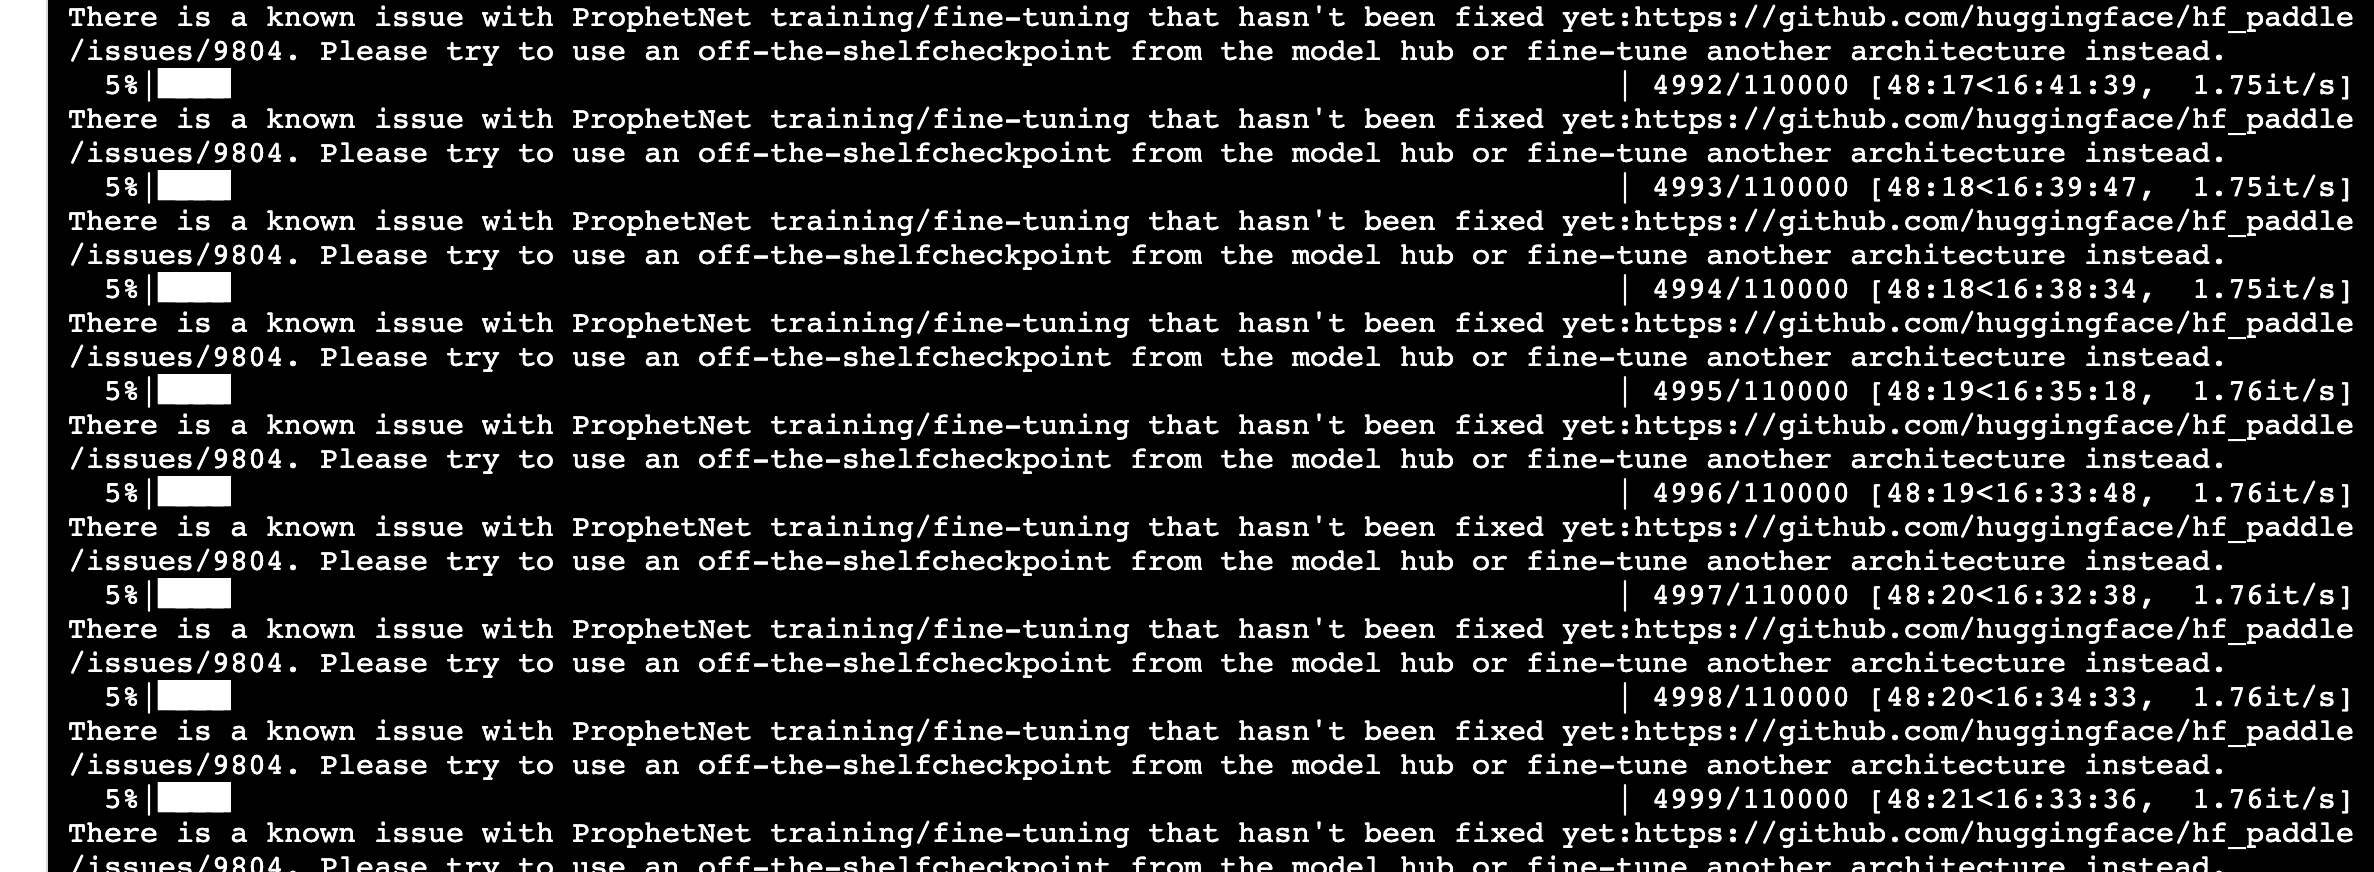 There is a known issue with ProphetNet training/fine-tuning that hasn't been fixed yet:https://github.com/huggingface/hf_paddle
/issues/9804. Please try to use an off-the-shelfcheckpoint from the model hub or fine-tune another architecture instead.
5%| | 4992/110000 [48:17<16:41:39, 1.75it/s]
There is a known issue with ProphetNet training/fine-tuning that hasn't been fixed yet:https://github.com/huggingface/hf_paddle
/issues/9804. Please try to use an off-the-shelfcheckpoint from the model hub or fine-tune another architecture instead.
5%| | 4993/110000 [48:18<16:39:47, 1.75it/s]
There is a known issue with ProphetNet training/fine-tuning that hasn't been fixed yet:https://github.com/huggingface/hf_paddle
/issues/9804. Please try to use an off-the-shelfcheckpoint from the model hub or fine-tune another architecture instead.
5%| | 4994/110000 [48:18<16:38:34, 1.75it/s]
There is a known issue with ProphetNet training/fine-tuning that hasn't been fixed yet:https://github.com/huggingface/hf_paddle
/issues/9804. Please try to use an off-the-shelfcheckpoint from the model hub or fine-tune another architecture instead.
5%| | 4995/110000 [48:19<16:35:18, 1.76it/s]
There is a known issue with ProphetNet training/fine-tuning that hasn't been fixed yet:https://github.com/huggingface/hf_paddle
/issues/9804. Please try to use an off-the-shelfcheckpoint from the model hub or fine-tune another architecture instead.
5%| | 4996/110000 [48:19<16:33:48, 1.76it/s]
There is a known issue with ProphetNet training/fine-tuning that hasn't been fixed yet:https://github.com/huggingface/hf_paddle
/issues/9804. Please try to use an off-the-shelfcheckpoint from the model hub or fine-tune another architecture instead.
5%| | 4997/110000 [48:20<16:32:38, 1.76it/s]
There is a known issue with ProphetNet training/fine-tuning that hasn't been fixed yet:https://github.com/huggingface/hf_paddle
/issues/9804. Please try to use an off-the-shelfcheckpoint from the model hub or fine-tune another architecture instead.
5%| | 4998/110000 [48:20<16:34:33, 1.76it/s]
There is a known issue with ProphetNet training/fine-tuning that hasn't been fixed yet:https://github.com/huggingface/hf_paddle
/issues/9804. Please try to use an off-the-shelfcheckpoint from the model hub or fine-tune another architecture instead.
5%| | 4999/110000 [48:21<16:33:36, 1.76it/s]
There is a known issue with ProphetNet training/fine-tuning that hasn't been fixed yet:https://github.com/huggingface/hf_paddle
/issues/9804. Please try to use an off-the-shelfcheckpoint from the model hub or fine-tune another architecture instead.